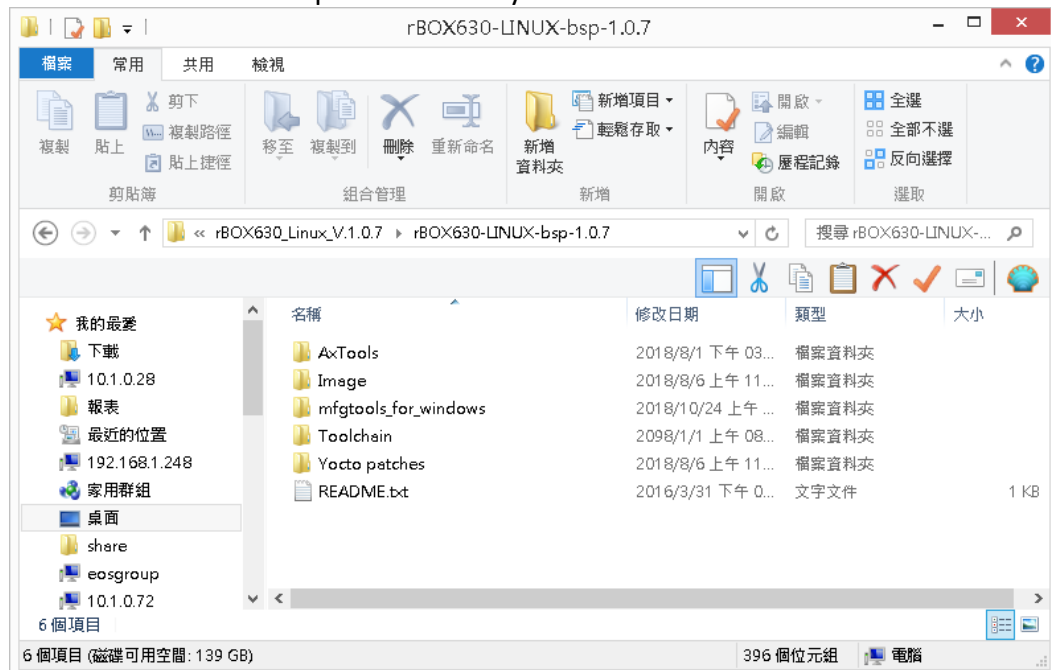 rBOX630-LINUX-bsp-1.0.7
檔案 常用 共用 檢視
複製
貼上
剪下
複製路徑
貼上捷徑
剪貼簿
移至
複製到
刪除
重新命名
組合管理
新增
資料夾
新增項目
輕鬆存取
新增
內容
開啟
編輯
歷程記錄
開啟
全選
全部不選
反向選擇
選取
« rBOX630_Linux_V.1.0.7 rBOX630-LINUX-bsp-1.0.7
搜尋 rBOX630-LINUX-...
名稱 修改日期 類型 大小
AxTools 2018/8/1 下午 03... 檔案資料夾
Image 2018/8/6 上午 11... 檔案資料夾
mfgtools_for_windows 2018/10/24 上午 ... 檔案資料夾
Toolchain 2098/1/1 上午 08... 檔案資料夾
Yocto patches 2018/8/6 上午 11... 檔案資料夾
README.txt 2016/3/31 下午 0... 文字文件 1 KB
我的最愛
下載
10.1.0.28
報表
最近的位置
192.168.1.248
家用群組
桌面
share
eosgroup
10.1.0.72
6 個項目
6 個項目 (磁碟可用空間: 139 GB) 396 個位元組 電腦